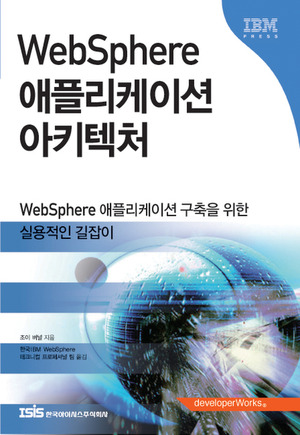 WebSphere
애플리케이션
아키텍처
IBM
PRESS
WebSphere 애플리케이션 구축을 위한
실용적인 길잡이
조이 버날 지음
한국IBM WebSphere
테크니컬 프로페셔널 팀 옮김
ISIS 한국아이시스주식회사
developerWorks®